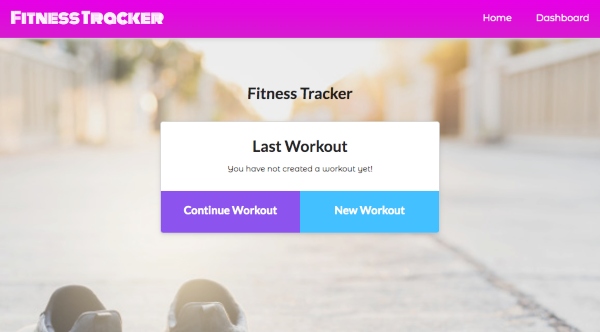 FitnessTracker
Home Dashboard
Fitness Tracker
Last Workout
You have not created a workout yet!
Continue Workout New Workout